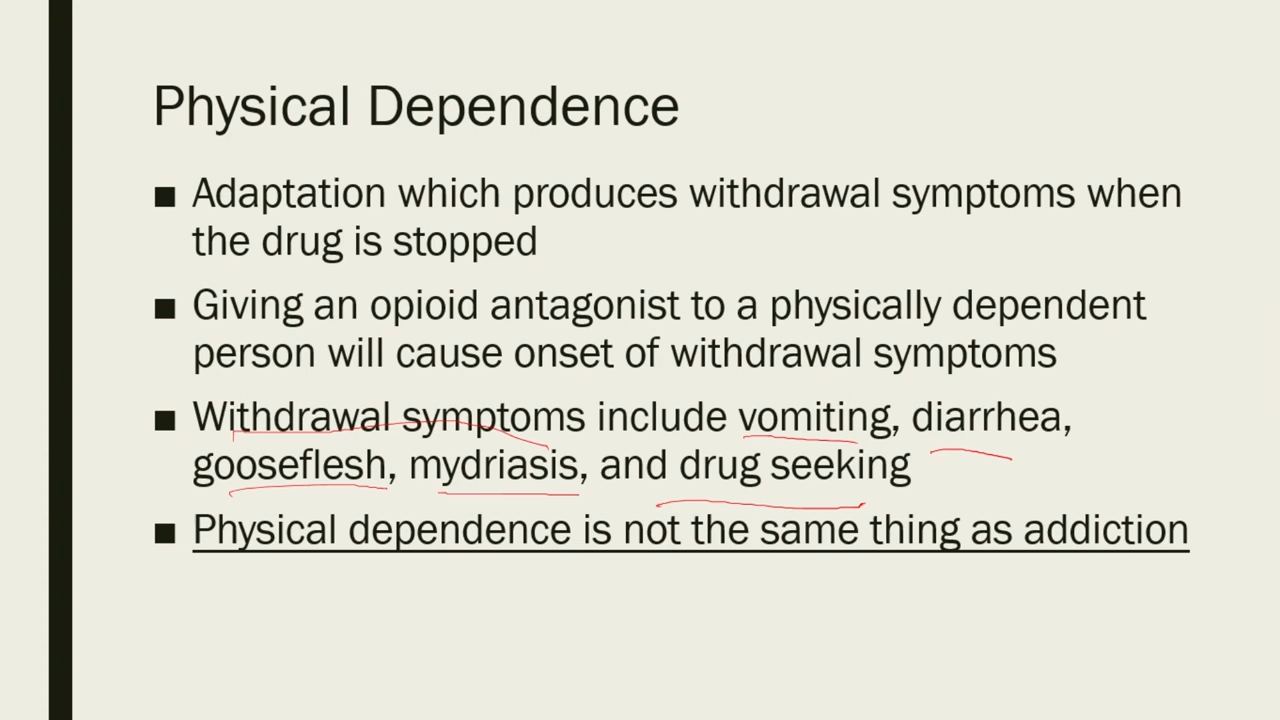 Physical Dependence
■ Adaptation which produces withdrawal symptoms when
the drug is stopped
■ Giving an opioid antagonist to a physically dependent
person will cause onset of withdrawal symptoms
■ Withdrawal symptoms include vomiting, diarrhea,
gooseflesh, mydriasis, and drug seeking
■ Physical dependence is not the same thing as addiction